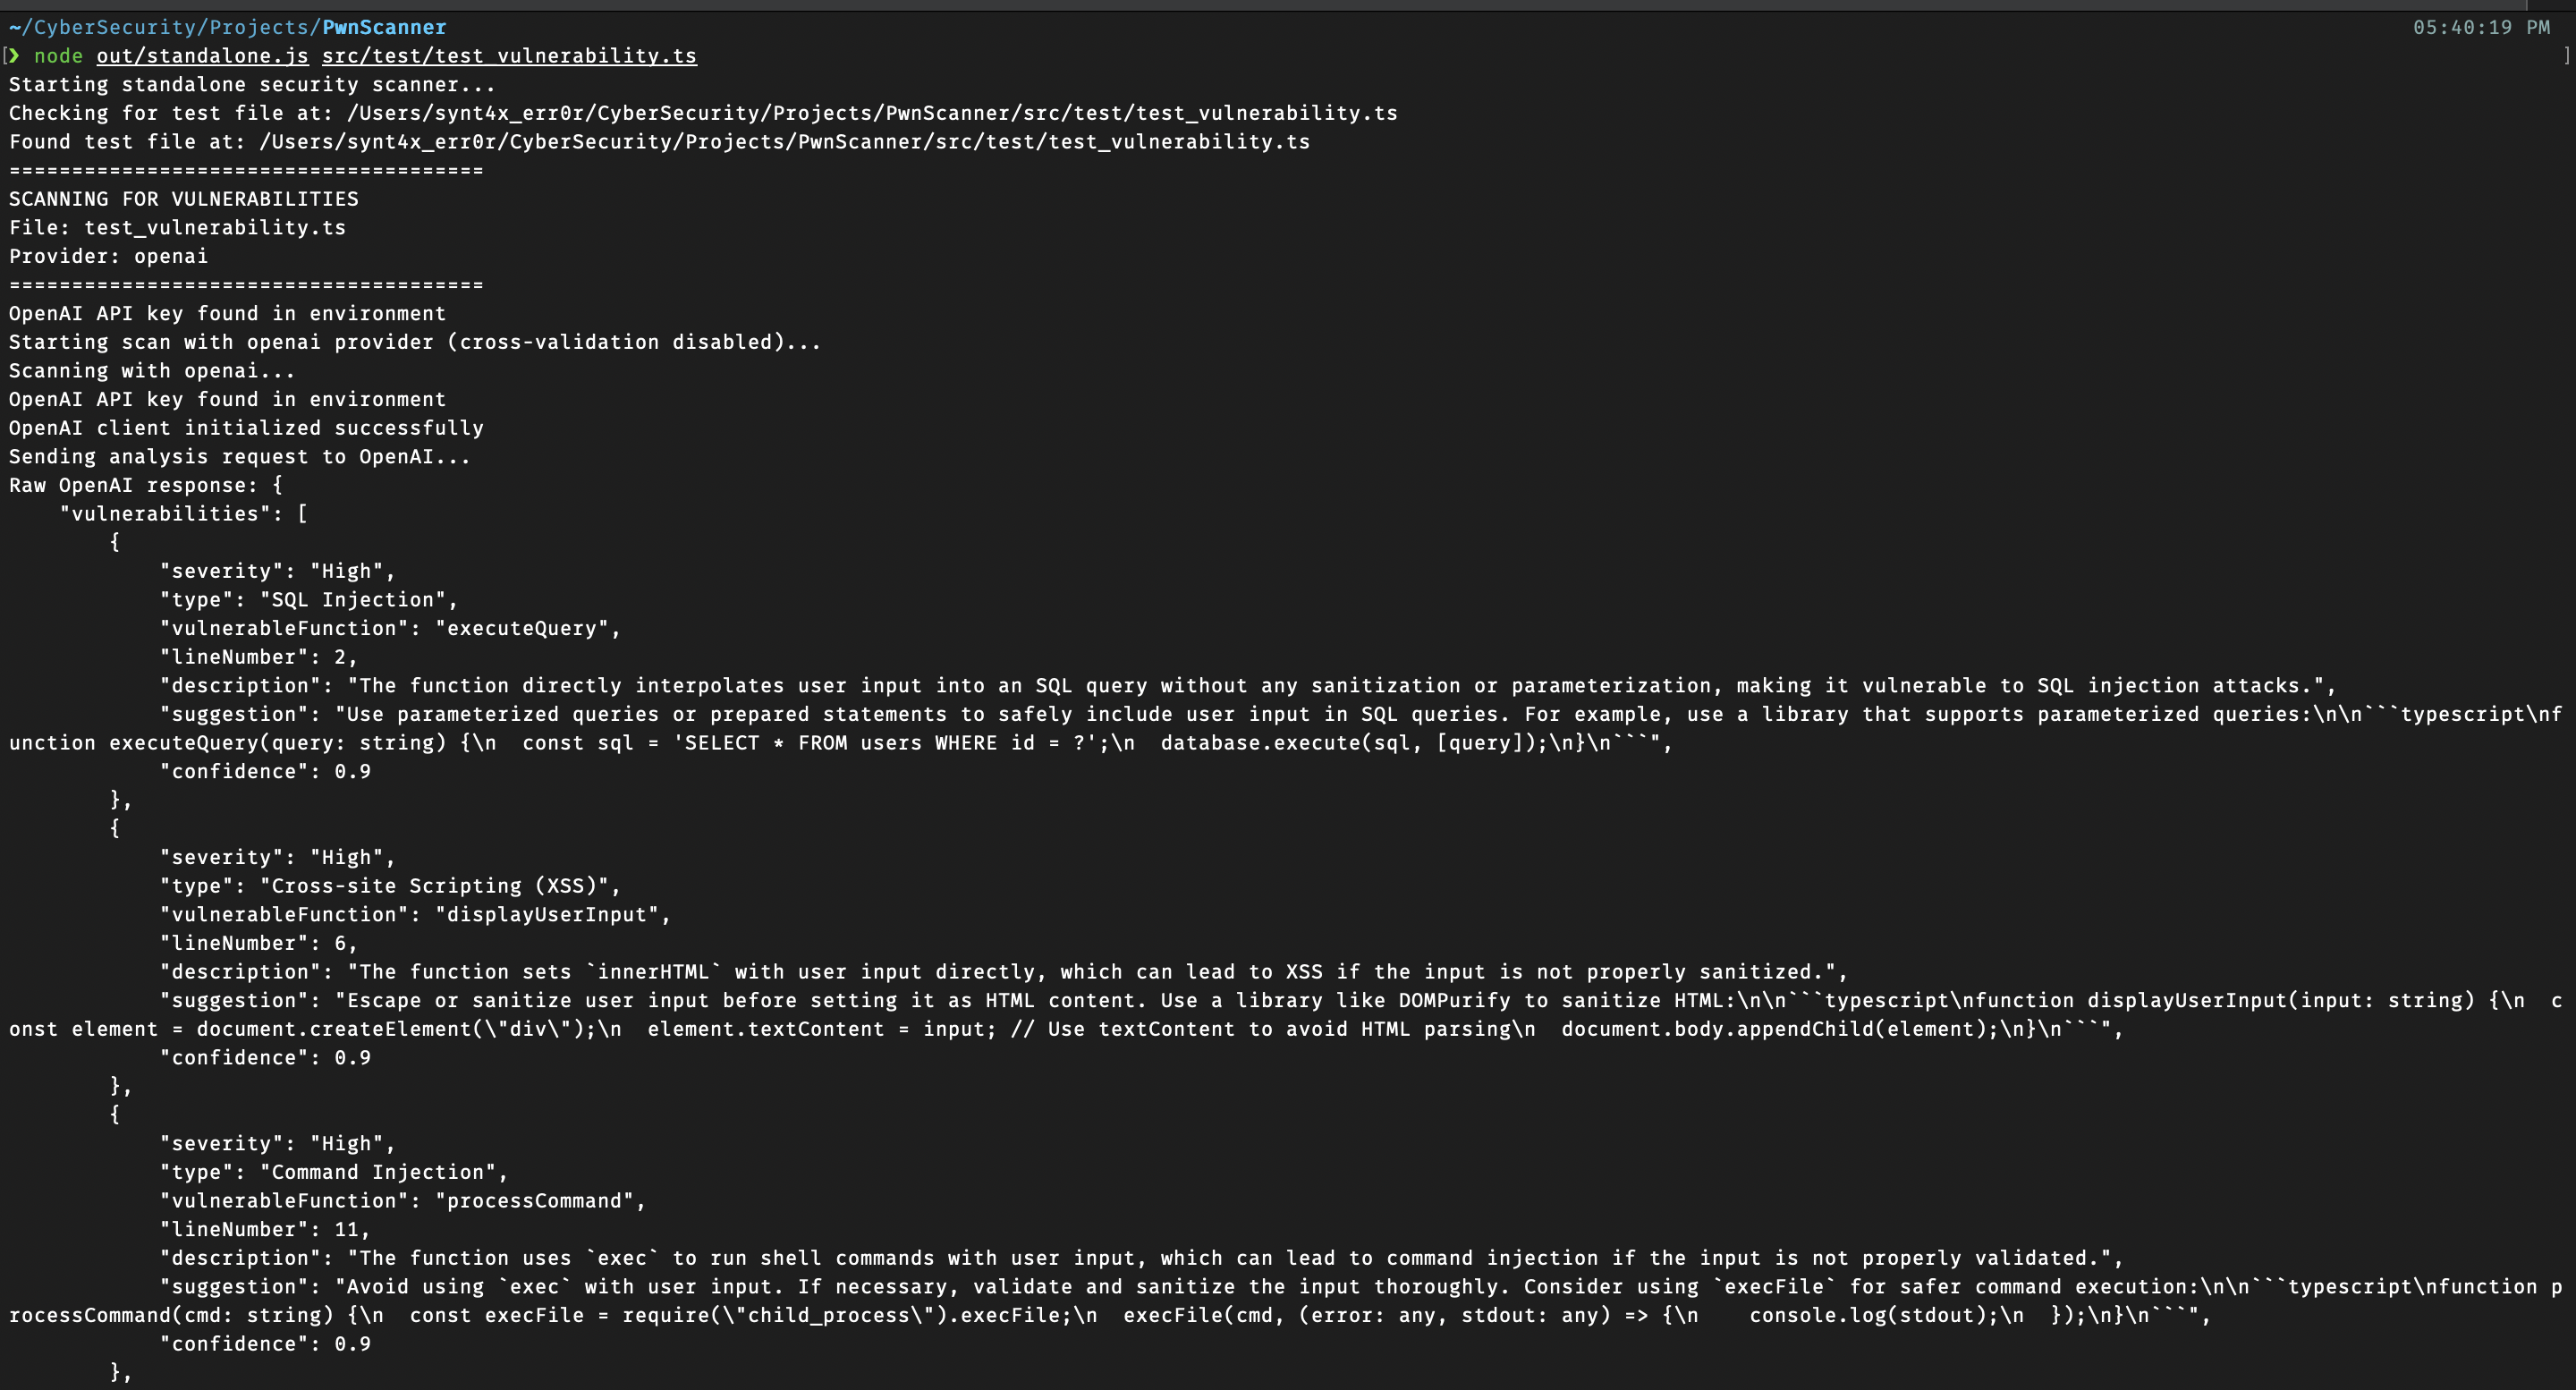 ~/CyberSecurity/Projects/PwnScanner 05:40:19 PM
[❯ node out/standalone.js src/test/test_vulnerability.ts ]
Starting standalone security scanner...
Checking for test file at: /Users/synt4x_err0r/CyberSecurity/Projects/PwnScanner/src/test/test_vulnerability.ts
Found test file at: /Users/synt4x_err0r/CyberSecurity/Projects/PwnScanner/src/test/test_vulnerability.ts
======================================
SCANNING FOR VULNERABILITIES
File: test_vulnerability.ts
Provider: openai
======================================
OpenAI API key found in environment
Starting scan with openai provider (cross-validation disabled)...
Scanning with openai...
OpenAI API key found in environment
OpenAI client initialized successfully
Sending analysis request to OpenAI...
Raw OpenAI response: {
    "vulnerabilities": [
        {
            "severity": "High",
            "type": "SQL Injection",
            "vulnerableFunction": "executeQuery",
            "lineNumber": 2,
            "description": "The function directly interpolates user input into an SQL query without any sanitization or parameterization, making it vulnerable to SQL injection attacks.",
            "suggestion": "Use parameterized queries or prepared statements to safely include user input in SQL queries. For example, use a library that supports parameterized queries:\n\n```typescript\nf
unction executeQuery(query: string) {\n  const sql = 'SELECT * FROM users WHERE id = ?';\n  database.execute(sql, [query]);\n}\n```",
            "confidence": 0.9
        },
        {
            "severity": "High",
            "type": "Cross-site Scripting (XSS)",
            "vulnerableFunction": "displayUserInput",
            "lineNumber": 6,
            "description": "The function sets `innerHTML` with user input directly, which can lead to XSS if the input is not properly sanitized.",
            "suggestion": "Escape or sanitize user input before setting it as HTML content. Use a library like DOMPurify to sanitize HTML:\n\n```typescript\nfunction displayUserInput(input: string) {\n  c
onst element = document.createElement(\"div\");\n  element.textContent = input; // Use textContent to avoid HTML parsing\n  document.body.appendChild(element);\n}\n```",
            "confidence": 0.9
        },
        {
            "severity": "High",
            "type": "Command Injection",
            "vulnerableFunction": "processCommand",
            "lineNumber": 11,
            "description": "The function uses `exec` to run shell commands with user input, which can lead to command injection if the input is not properly validated.",
            "suggestion": "Avoid using `exec` with user input. If necessary, validate and sanitize the input thoroughly. Consider using `execFile` for safer command execution:\n\n```typescript\nfunction p
rocessCommand(cmd: string) {\n  const execFile = require(\"child_process\").execFile;\n  execFile(cmd, (error: any, stdout: any) => {\n    console.log(stdout);\n  });\n}\n```",
            "confidence": 0.9
        },